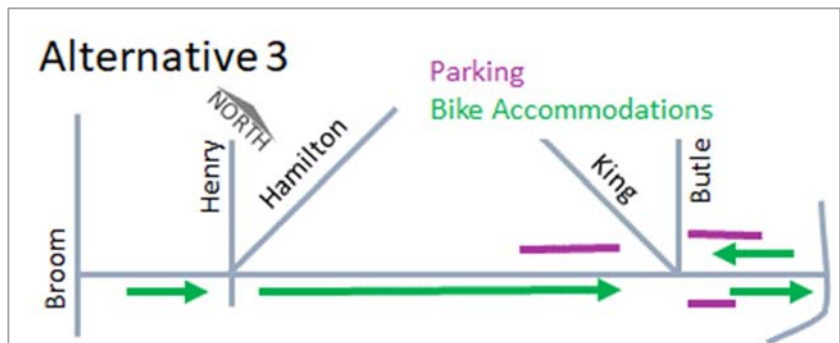 Alternative 3
Parking
Bike Accommodations
NORTH
Broom
Henry
Hamilton
King
Butle